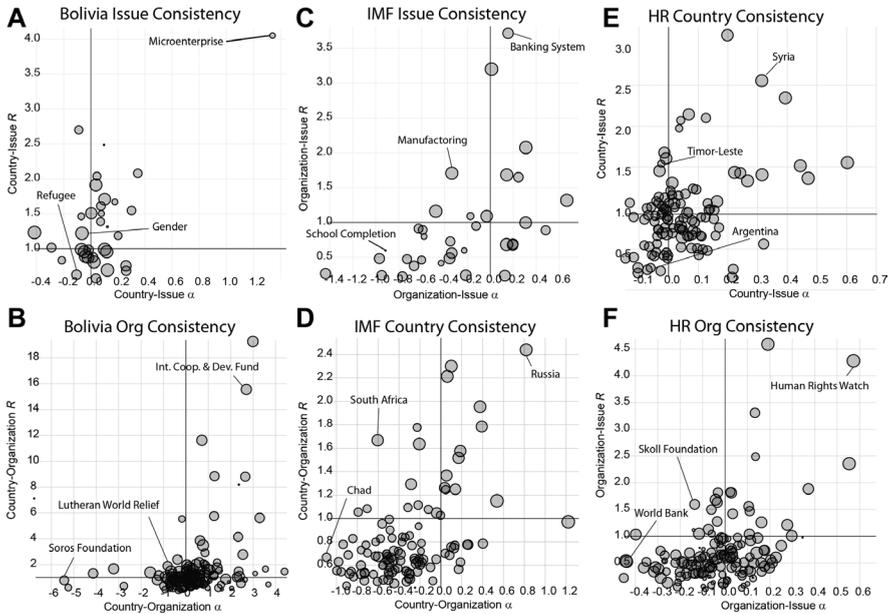 A
Bolivia Issue Consistency
Country-Issue R
4.0
3.5
3.0
2.5
2.0
1.5
1.0
Microenterprise
Refugee
Gender
-0.4 -0.2 0.0 0.2 0.4 0.6 0.8 1.0 1.2
Country-Issue α
C
IMF Issue Consistency
Organization-Issue R
3.5
3.0
2.5
2.0
1.5
1.0
0.5
Banking System
Manufactoring
School Completion
-1.4 -1.2 -1.0 -0.8 -0.6 -0.4 -0.2 0.0 0.2 0.4 0.6
Organization-Issue α
E
HR Country Consistency
Country-Issue R
3.0
2.5
2.0
1.5
1.0
0.5
Syria
Timor-Leste
Argentina
-0.1 0.0 0.1 0.2 0.3 0.4 0.5 0.6 0.7
Country-Issue α
B
Bolivia Org Consistency
Country-Organization R
18
16
14
12
10
8
6
4
2
Int. Coop. & Dev. Fund
Lutheran World Relief
Soros Foundation
-6 -5 -4 -3 -2 -1 0 1 2 3 4
Country-Organization α
D
IMF Country Consistency
Country-Organization R
2.4
2.2
2.0
1.8
1.6
1.4
1.2
1.0
0.8
0.6
Russia
South Africa
Chad
-1.0 -0.8 -0.6 -0.4 -0.2 0.0 0.2 0.4 0.6 0.8 1.0 1.2
Country-Organization α
F
HR Org Consistency
Organization-Issue R
4.5
4.0
3.5
3.0
2.5
2.0
1.5
1.0
Human Rights Watch
Skoll Foundation
World Bank
-0.4 -0.3 -0.2 -0.1 0.0 0.1 0.2 0.3 0.4 0.5 0.6
Organization-Issue α